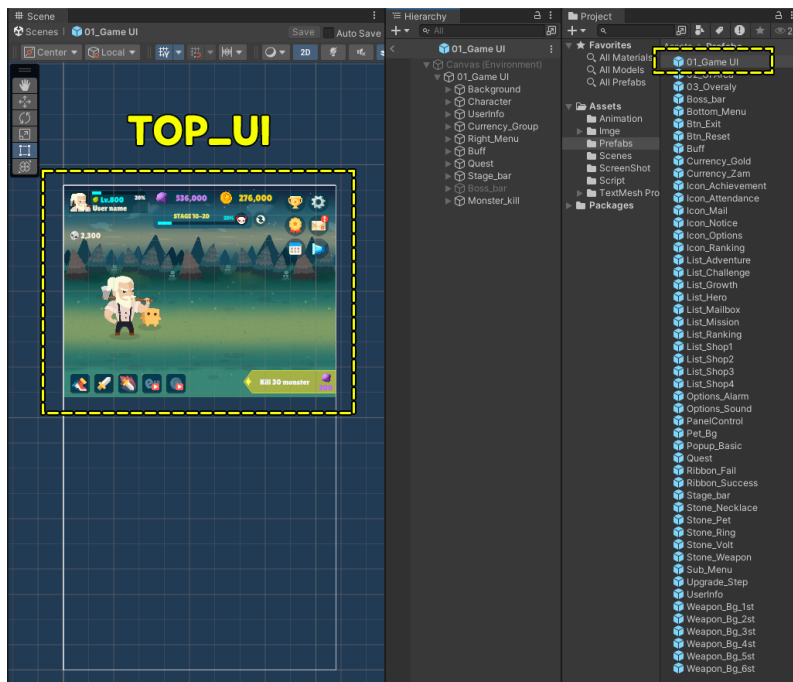 Scene
Scenes
01_Game UI
Save
Auto Save
Center
Local
2D
TOP_UI
Lv.800
20%
536,000
276,000
User name
STAGE 10-20
2,300
Kill 30 monster
Hierarchy
All
01_Game UI
Canvas (Environment)
01_Game UI
Background
Character
UserInfo
Currency_Group
Right_Menu
Buff
Quest
Stage_bar
Boss_bar
Monster_kill
Project
2
Favorites
All Materials
All Models
All Prefabs
Assets
Animation
Imge
Prefabs
Scenes
ScreenShot
Script
TextMesh Pro
Packages
01_Game UI
03_Overaly
Boss_bar
Bottom_Menu
Btn_Exit
Btn_Reset
Buff
Currency_Gold
Currency_Zam
Icon_Achievement
Icon_Attendance
Icon_Mail
Icon_Notice
Icon_Options
Icon_Ranking
List_Adventure
List_Challenge
List_Growth
List_Hero
List_Mailbox
List_Mission
List_Ranking
List_Shop1
List_Shop2
List_Shop3
List_Shop4
Options_Alarm
Options_Sound
PanelControl
Pet_Bg
Popup_Basic
Quest
Ribbon_Fail
Ribbon_Success
Stage_bar
Stone_Necklace
Stone_Pet
Stone_Ring
Stone_Volt
Stone_Weapon
Sub_Menu
Upgrade_Step
UserInfo
Weapon_Bg_1st
Weapon_Bg_2st
Weapon_Bg_3st
Weapon_Bg_4st
Weapon_Bg_5st
Weapon_Bg_6st